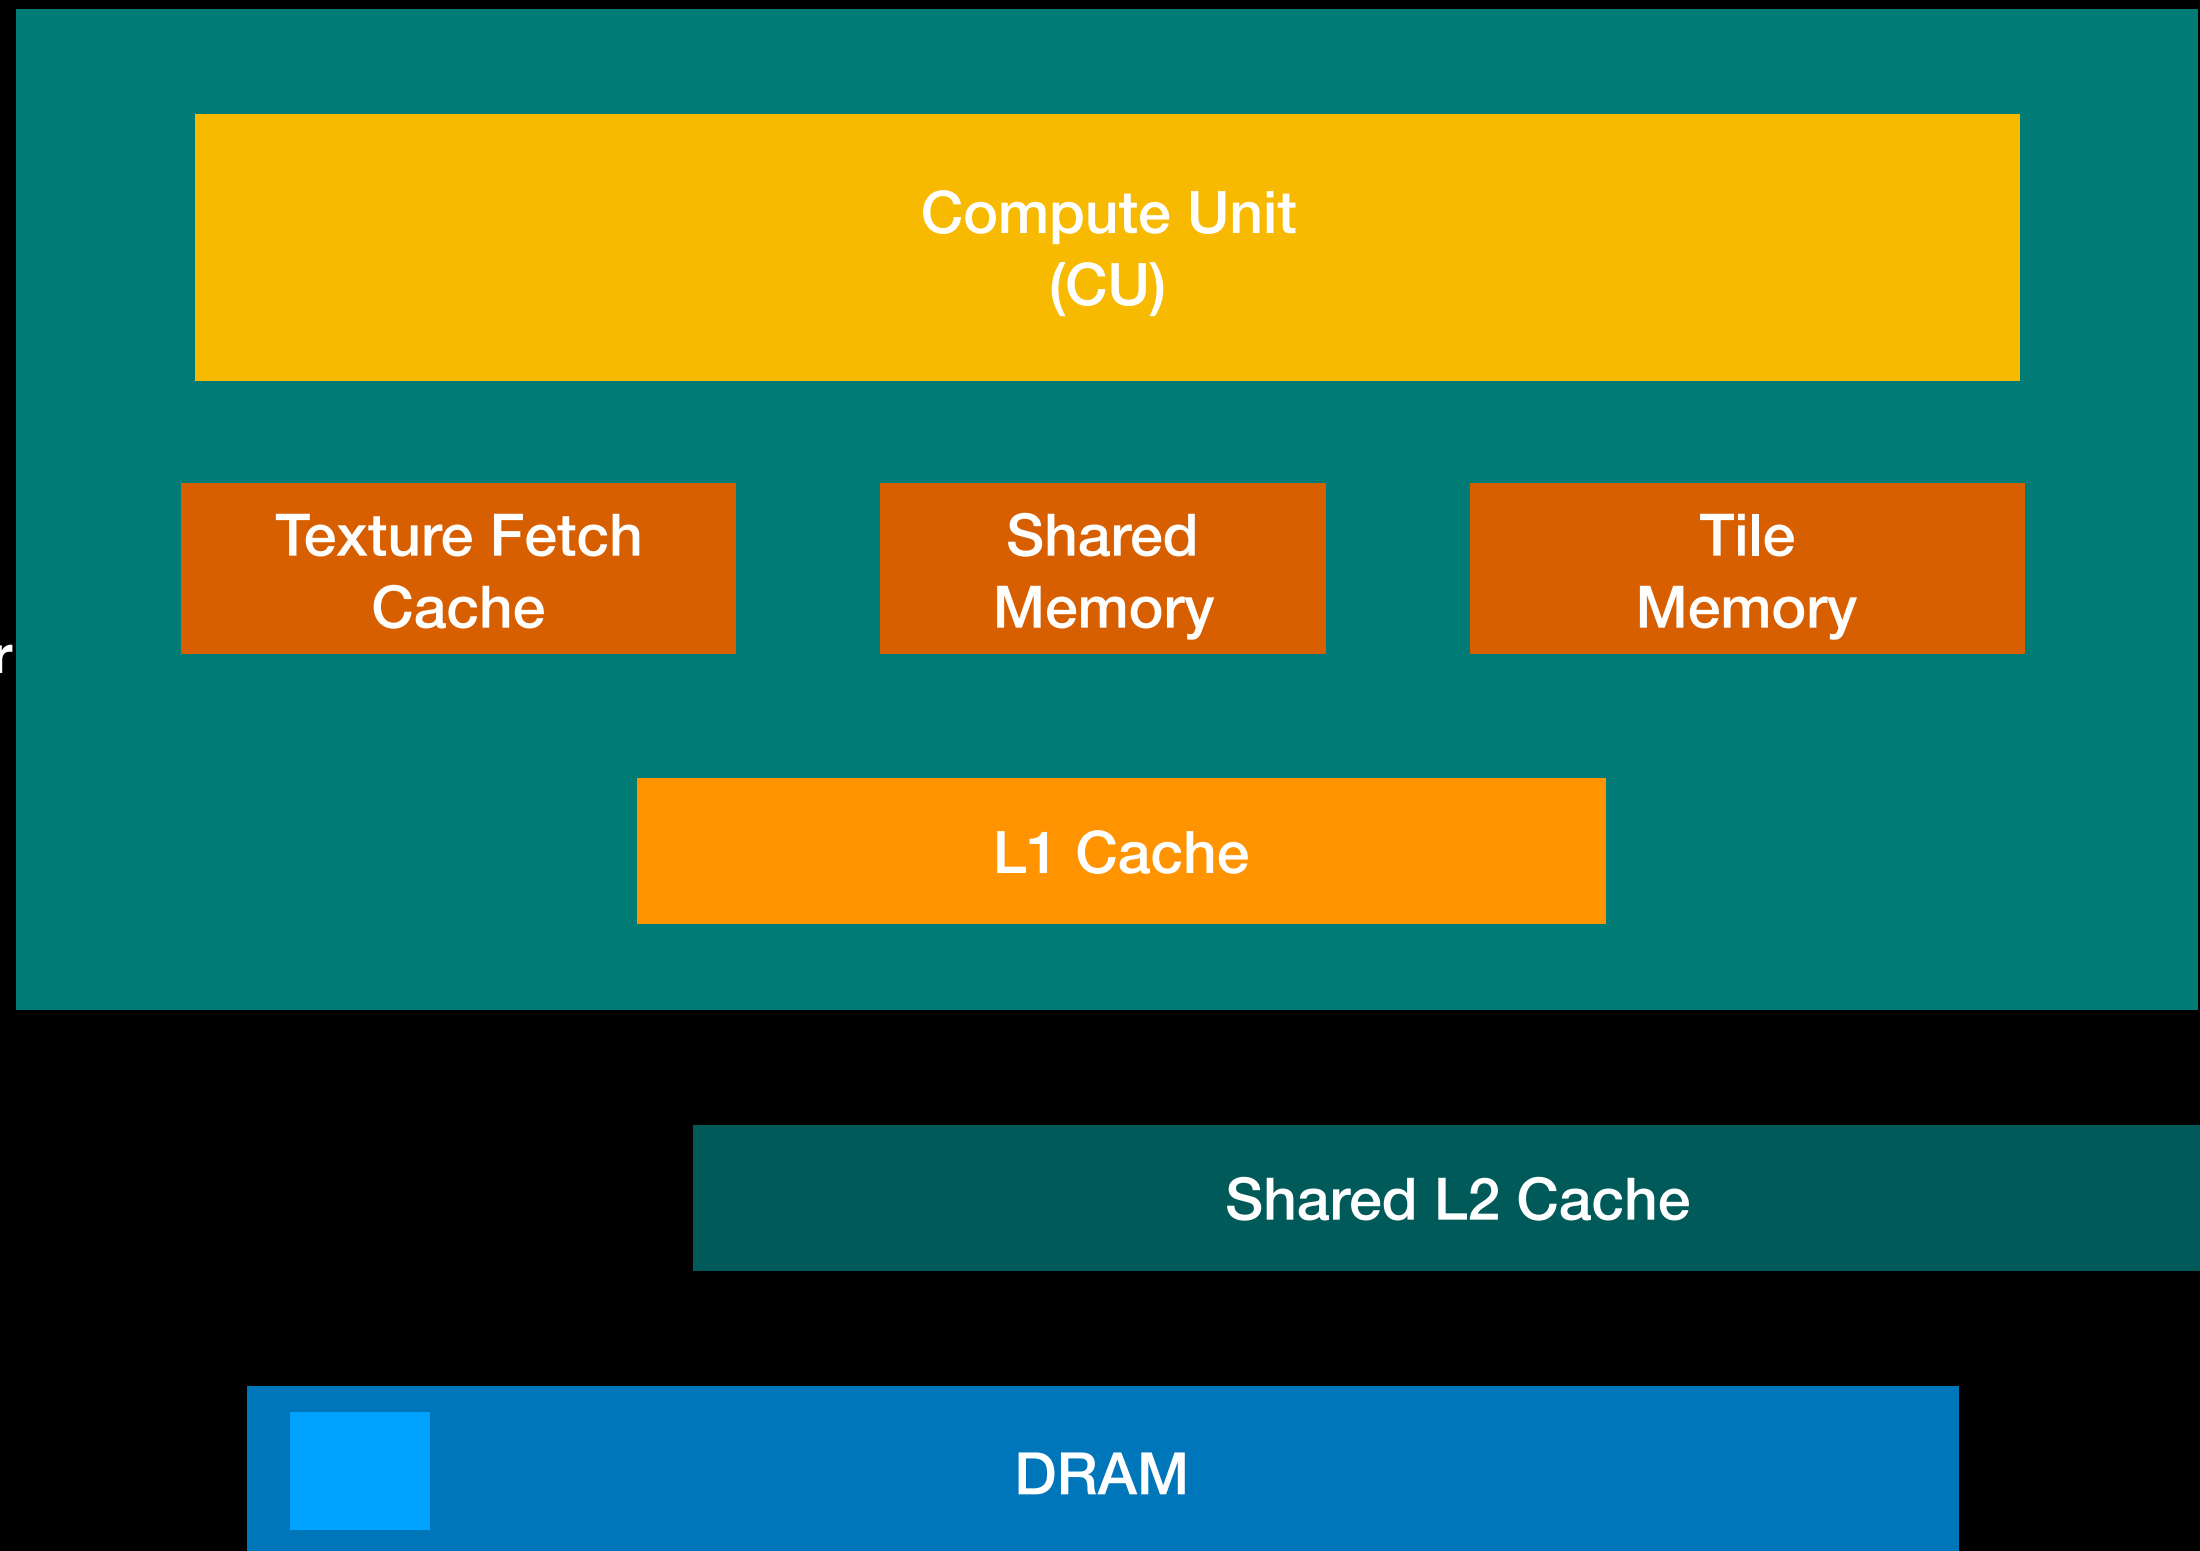 Compute Unit
(CU)
Texture Fetch
Cache
Shared
Memory
Tile
Memory
r
L1 Cache
Shared L2 Cache
DRAM